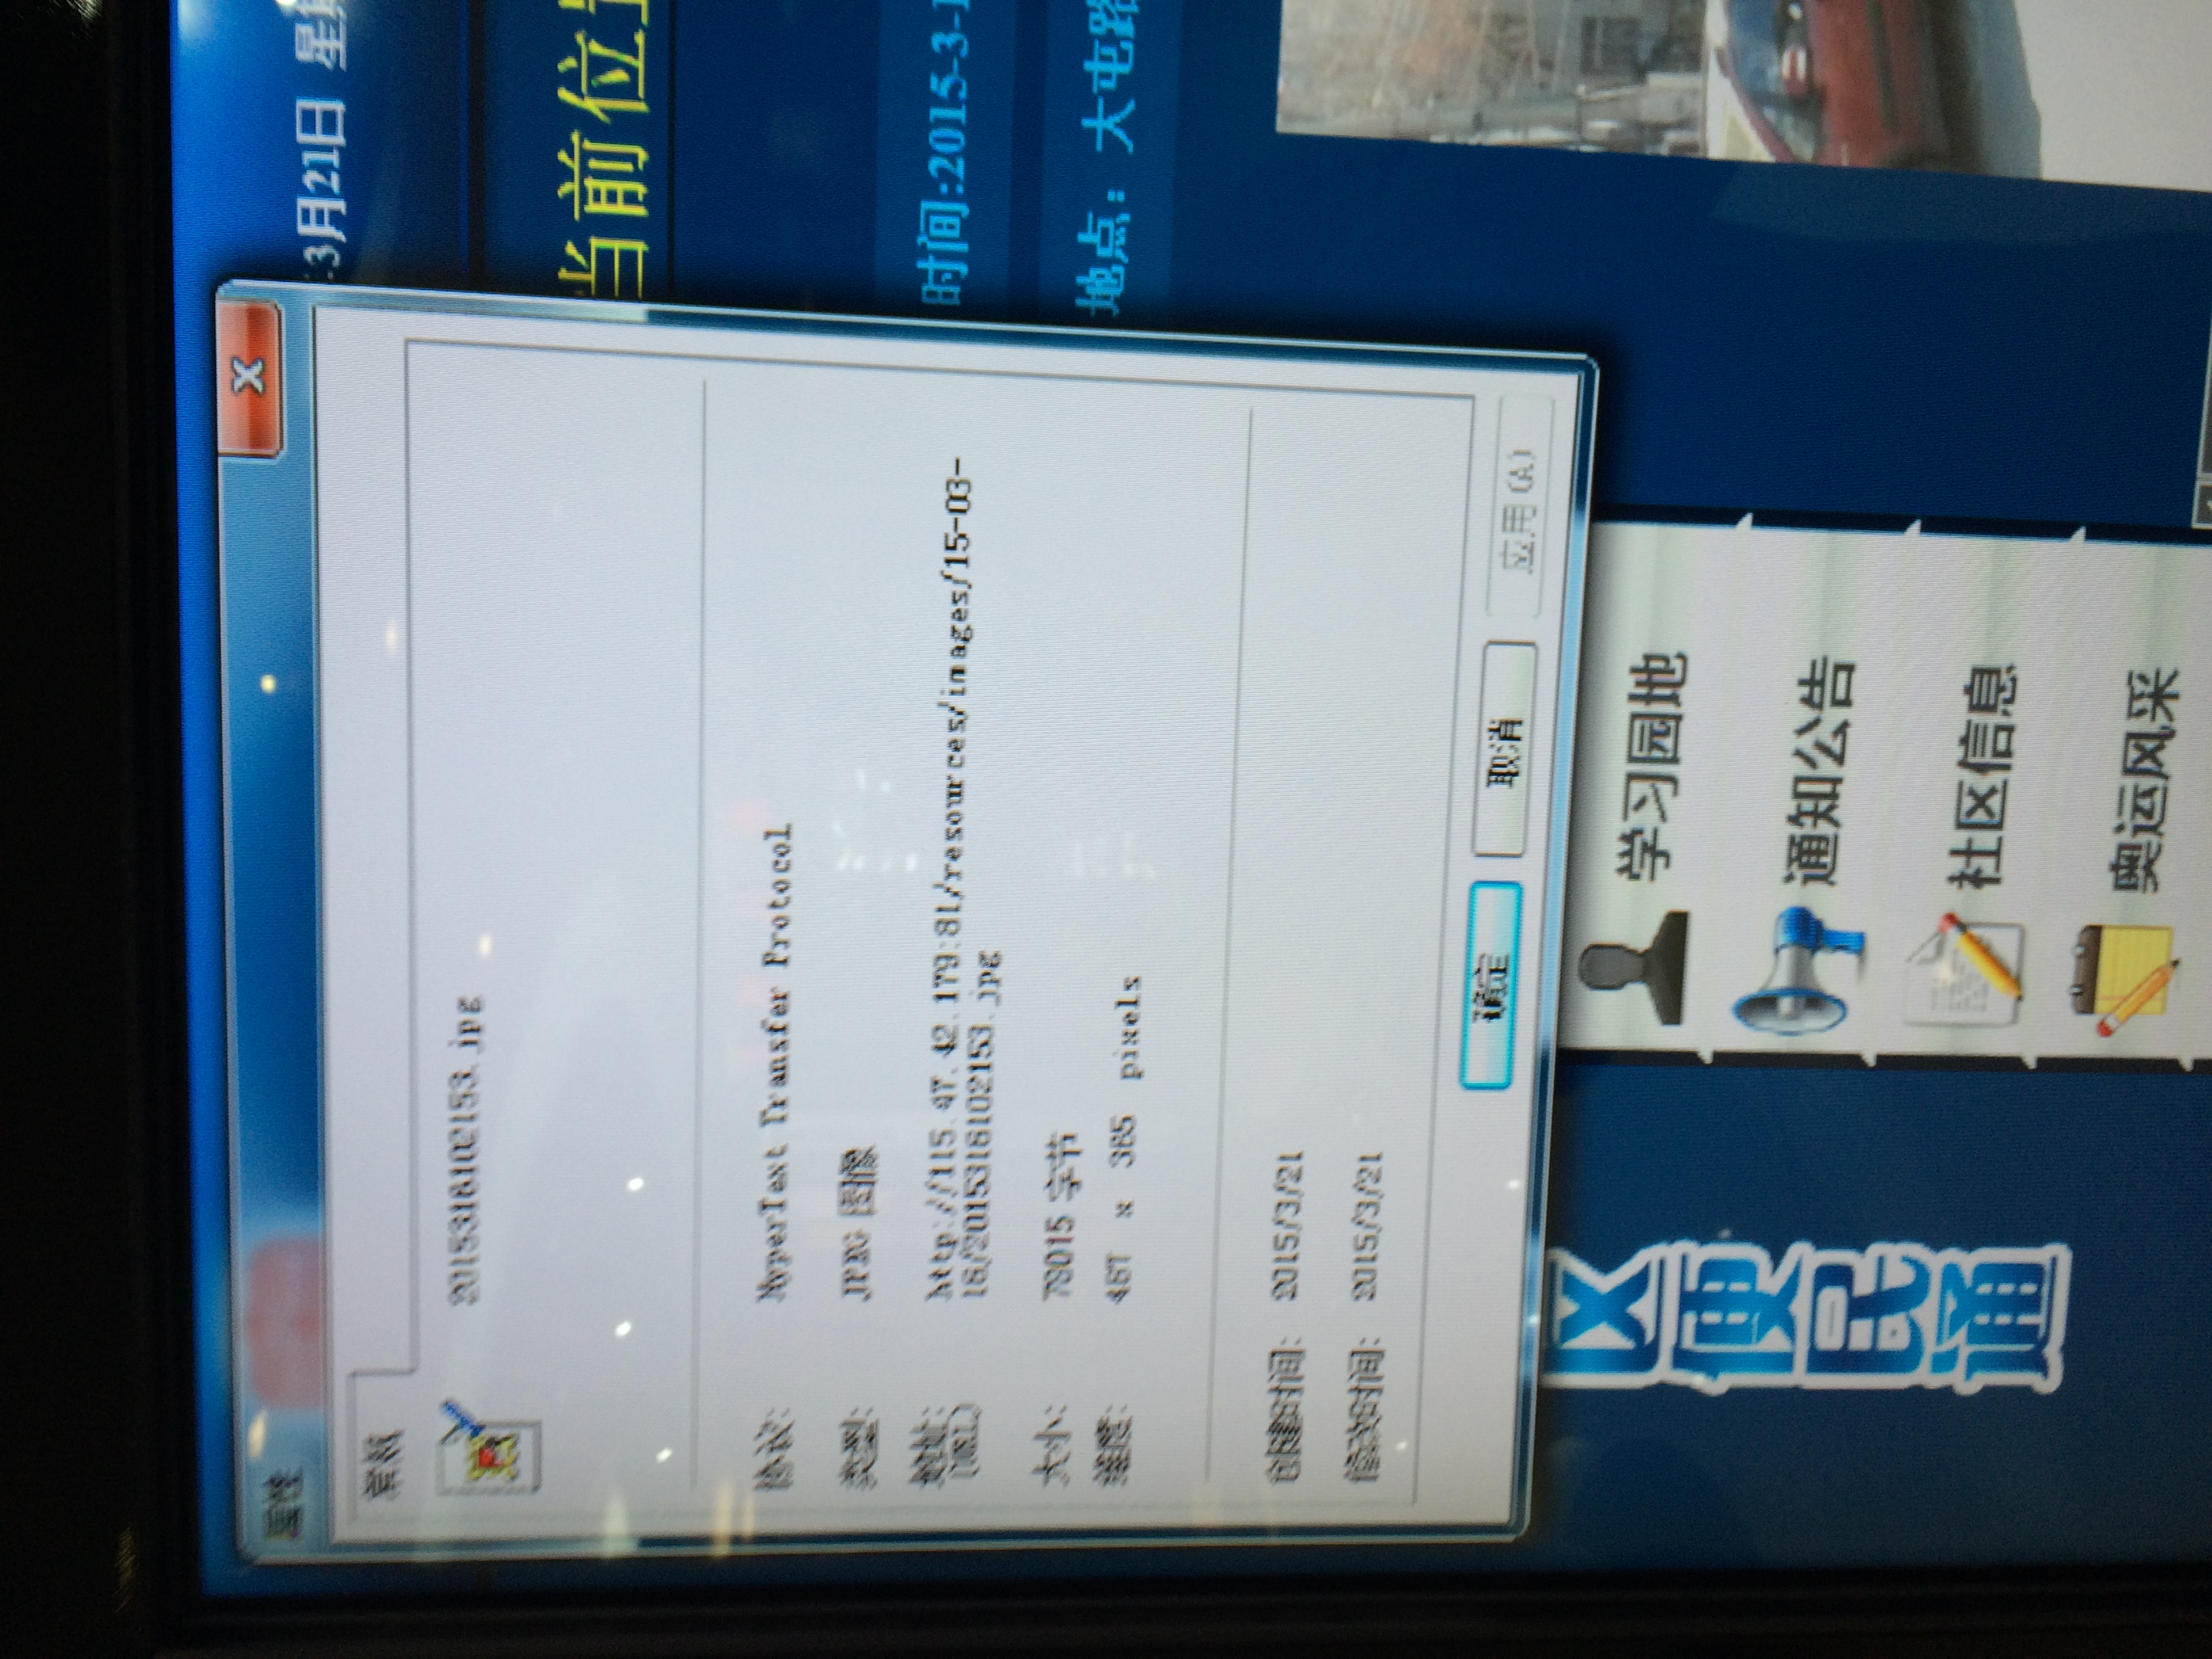 属性
常规
2015316102153.jpg
协议: HyperText Transfer Protocol
类型: JPEG 图像
地址: http://115.47.42.179:81/resources/images/15-03-
(URL) 16/2015316102153.jpg
大小: 78015 字节
维度: 487 x 365 pixels
创建时间: 2015/3/21
修改时间: 2015/3/21
确定 取消 应用(A)
3月21日 星
当前位
时间:2015-3-1
地点：大屯路
区便民通
学习园地
通知公告
社区信息
奥运风采